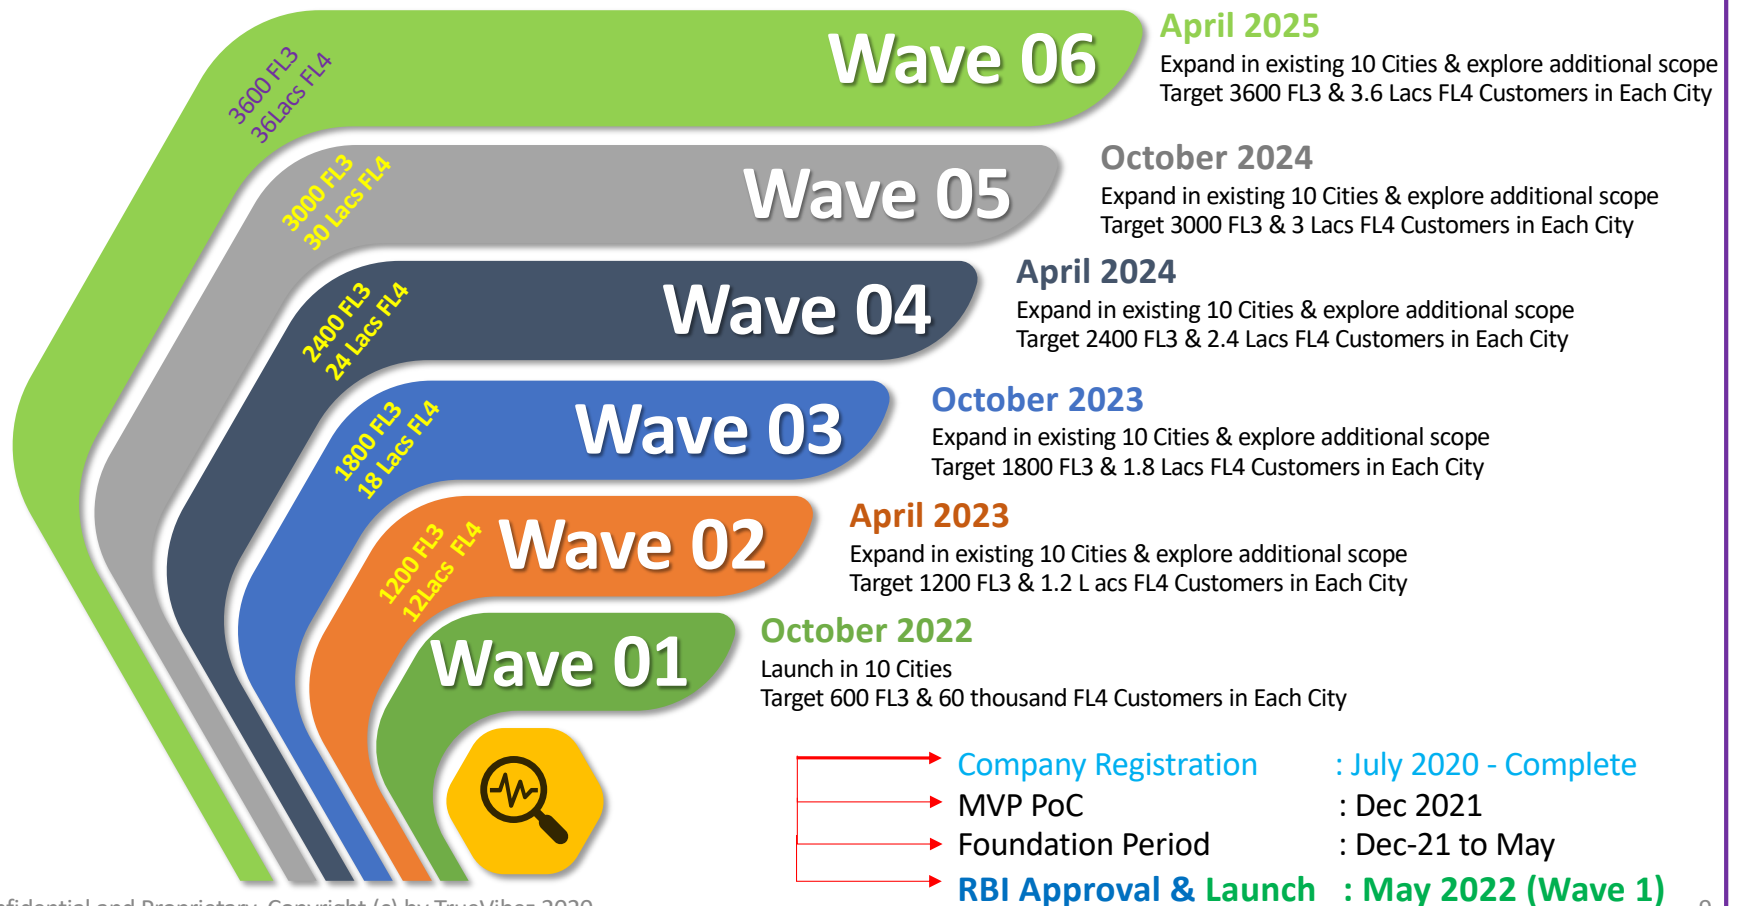 3600 FL3
36Lacs FL4
Wave 06
April 2025
Expand in existing 10 Cities & explore additional scope
Target 3600 FL3 & 3.6 Lacs FL4 Customers in Each City
3000 FL3
30 Lacs FL4
Wave 05
October 2024
Expand in existing 10 Cities & explore additional scope
Target 3000 FL3 & 3 Lacs FL4 Customers in Each City
2400 FL3
24 Lacs FL4
Wave 04
April 2024
Expand in existing 10 Cities & explore additional scope
Target 2400 FL3 & 2.4 Lacs FL4 Customers in Each City
1800 FL3
18 Lacs FL4
Wave 03
October 2023
Expand in existing 10 Cities & explore additional scope
Target 1800 FL3 & 1.8 Lacs FL4 Customers in Each City
1200 FL3
12Lacs FL4
Wave 02
April 2023
Expand in existing 10 Cities & explore additional scope
Target 1200 FL3 & 1.2 L acs FL4 Customers in Each City
Wave 01
October 2022
Launch in 10 Cities
Target 600 FL3 & 60 thousand FL4 Customers in Each City
Company Registration : July 2020 - Complete
MVP PoC : Dec 2021
Foundation Period : Dec-21 to May
RBI Approval & Launch : May 2022 (Wave 1)